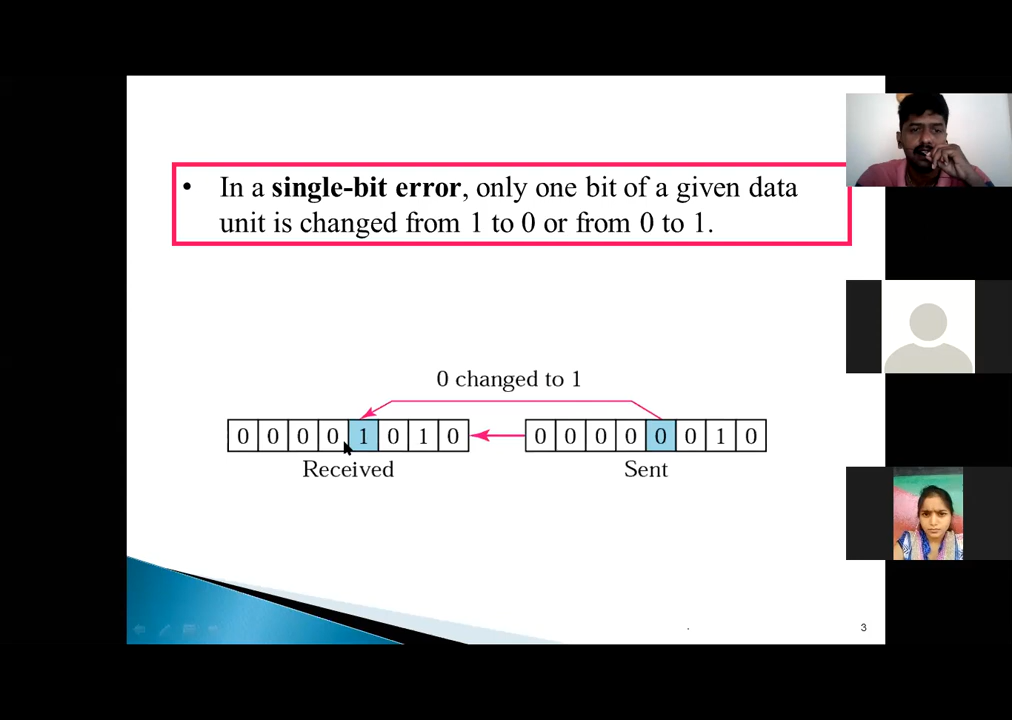 • In a single-bit error, only one bit of a given data
unit is changed from 1 to 0 or from 0 to 1.
0 changed to 1
0 0 0 0 1 0 1 0 0 0 0 0 0 0 1 0
Received Sent
3